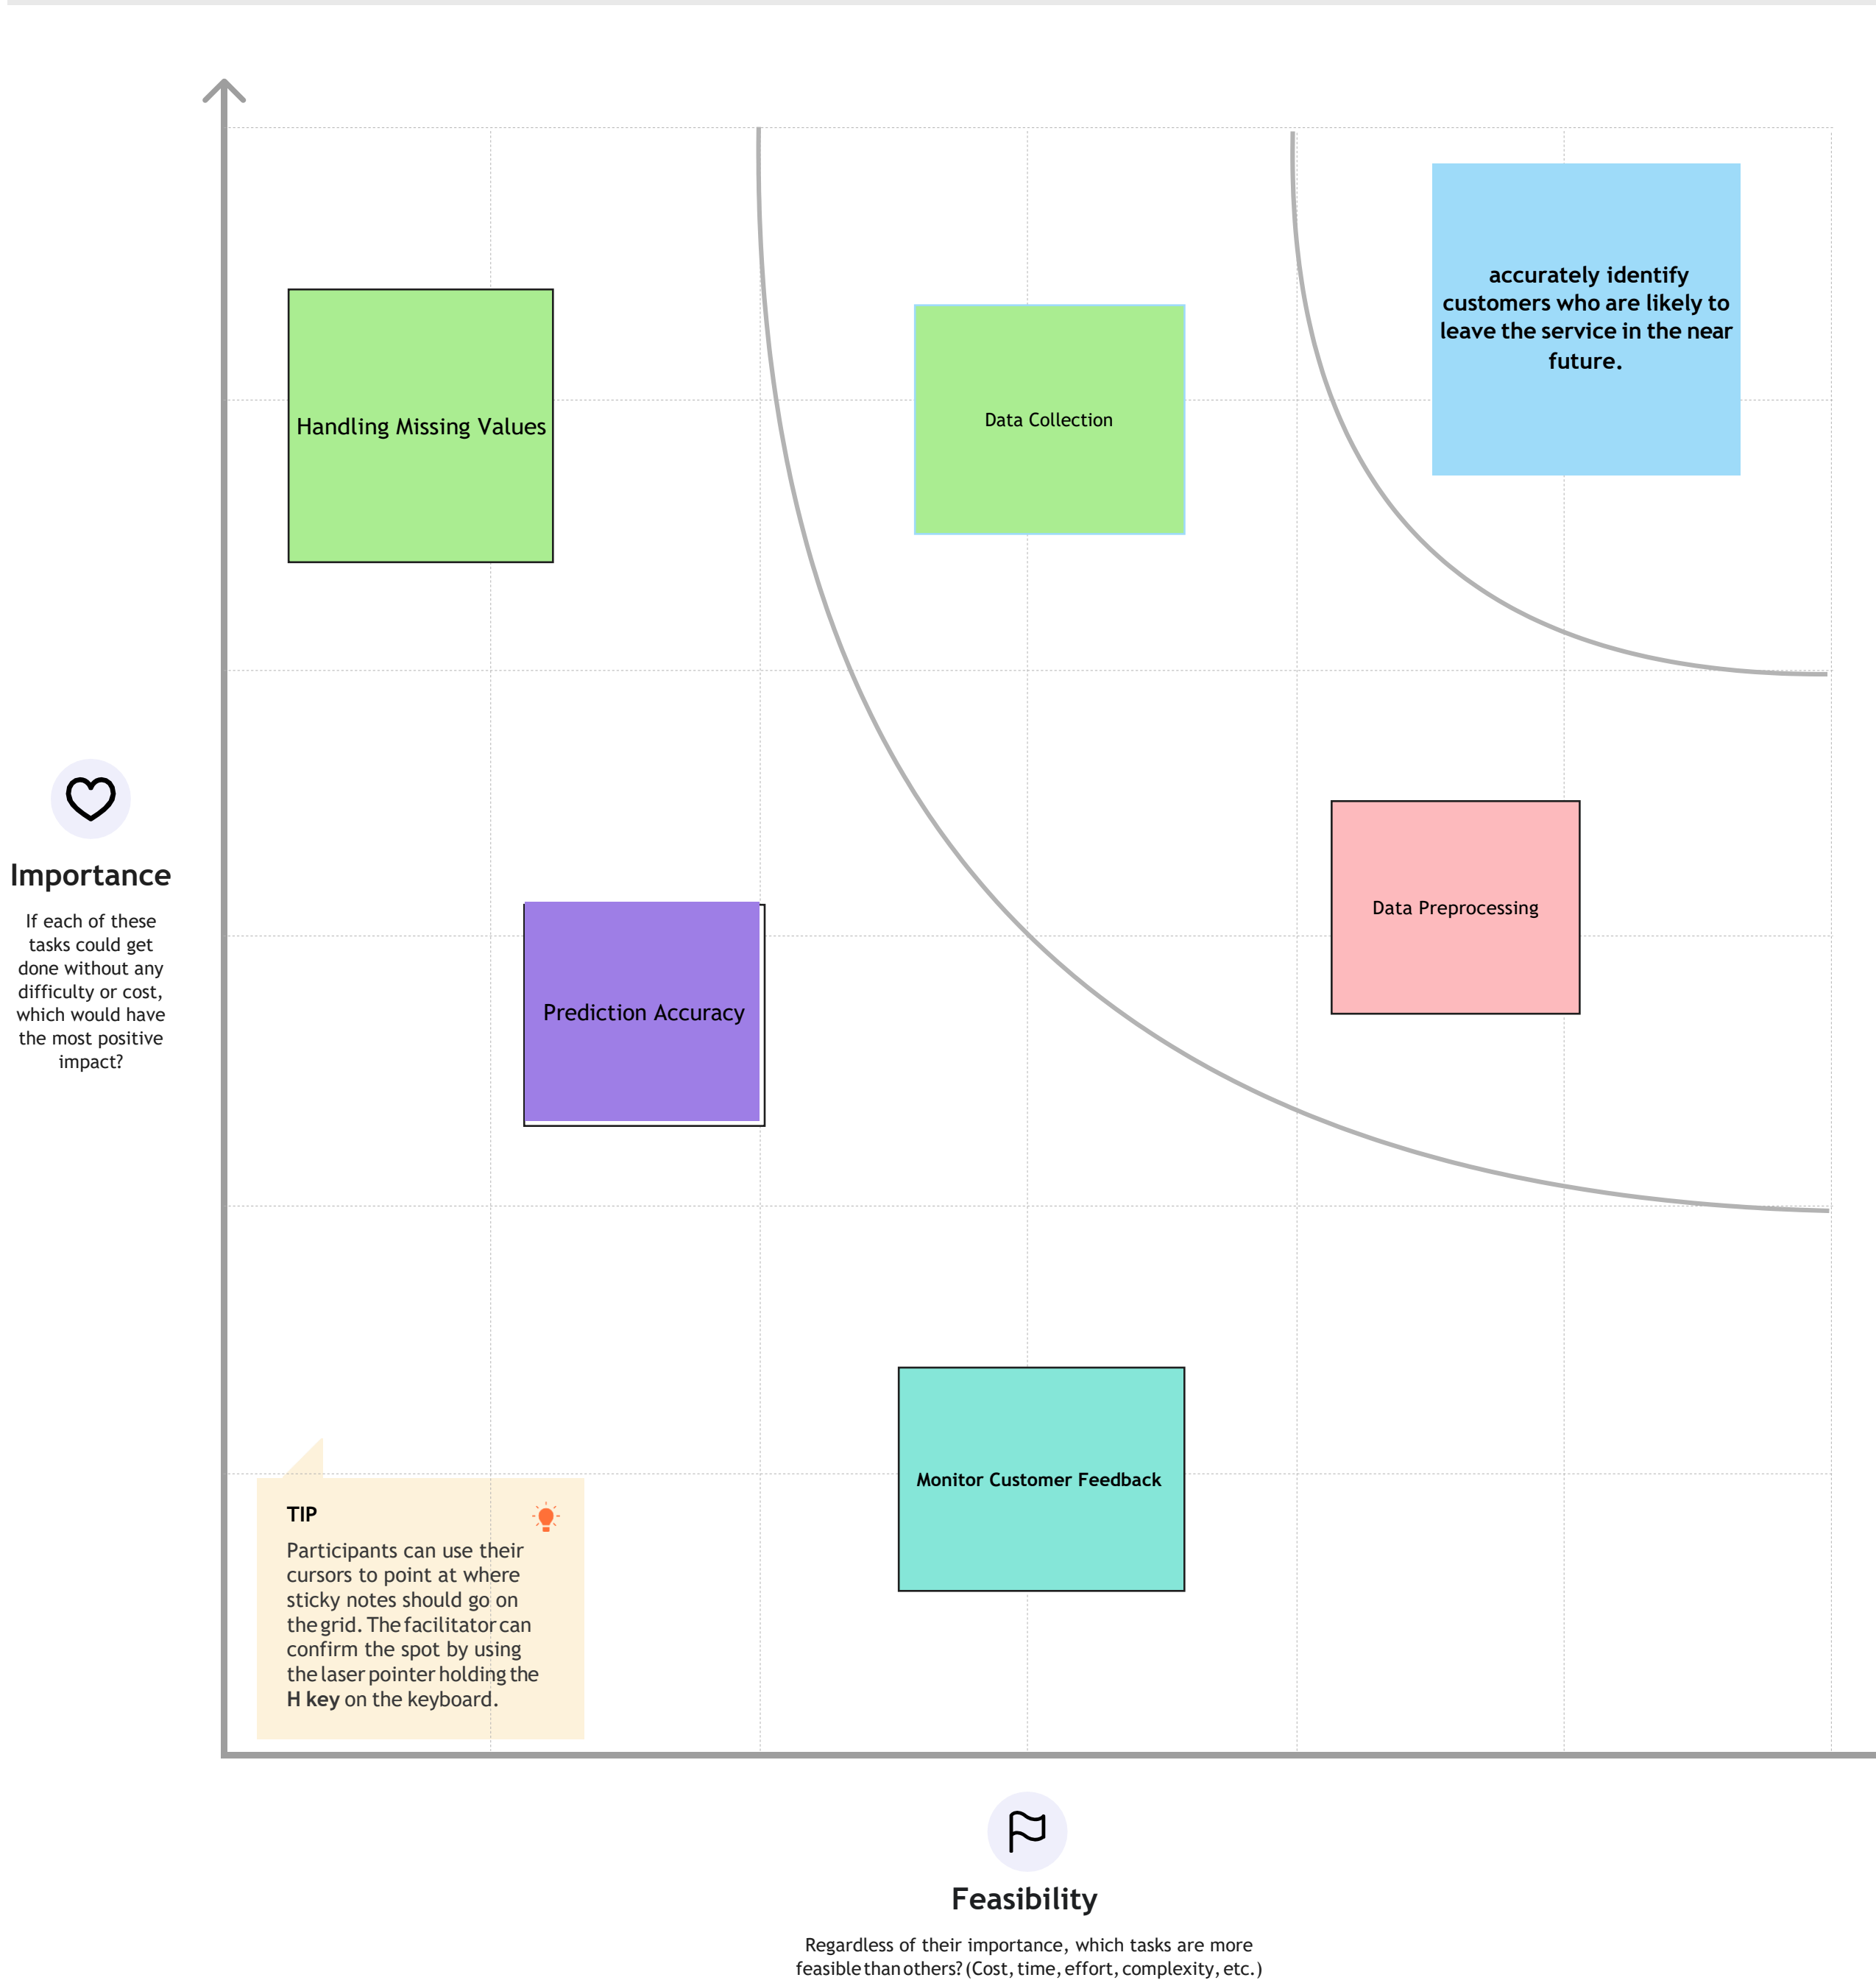 accurately identify
customers who are likely to
leave the service in the near
future.
Handling Missing Values
Data Collection
Importance
If each of these
tasks could get
done without any
difficulty or cost,
which would have
the most positive
impact?
Data Preprocessing
Prediction Accuracy
Monitor Customer Feedback
TIP
Participants can use their
cursors to point at where
sticky notes should go on
the grid. The facilitator can
confirm the spot by using
the laser pointer holding the
H key on the keyboard.
Feasibility
Regardless of their importance, which tasks are more
feasible than others? (Cost, time, effort, complexity, etc.)